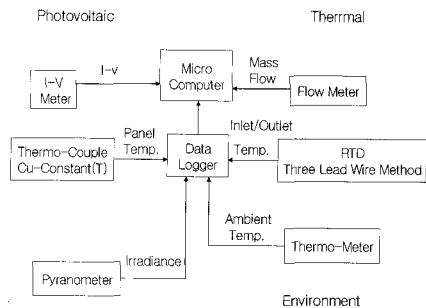 Photovoltaic Therrmal
I-v
Micro
Computer
Mass
Flow
I-V
Meter
Flow Meter
Panel
Temp.
Inlet/Outlet
Temp.
Thermo-Couple
Cu-Constant(T)
Data
Logger
RTD
Three Lead Wire Method
Ambient
Temp.
Thermo-Meter
Irradiance
Pyranometer
Environment